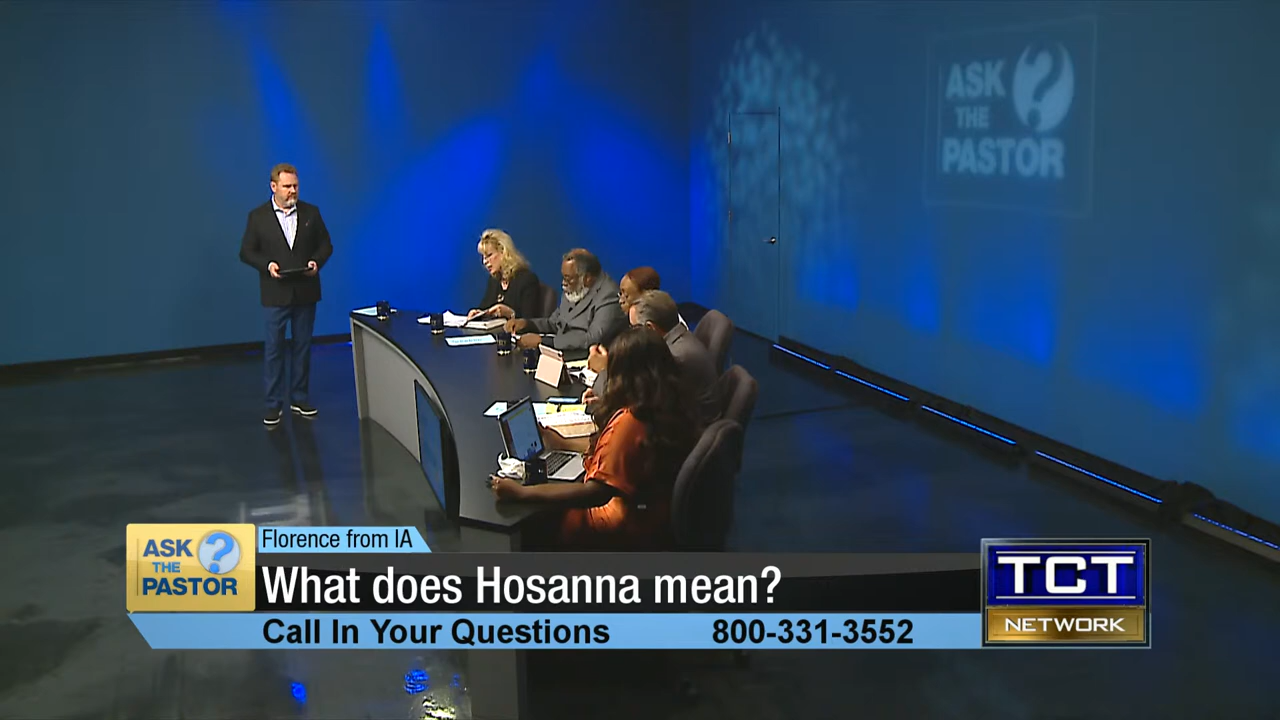 ASK
THE
PASTOR
?
ASK
THE
PASTOR
?
Florence from IA
What does Hosanna mean?
Call In Your Questions 800-331-3552
TCT
NETWORK